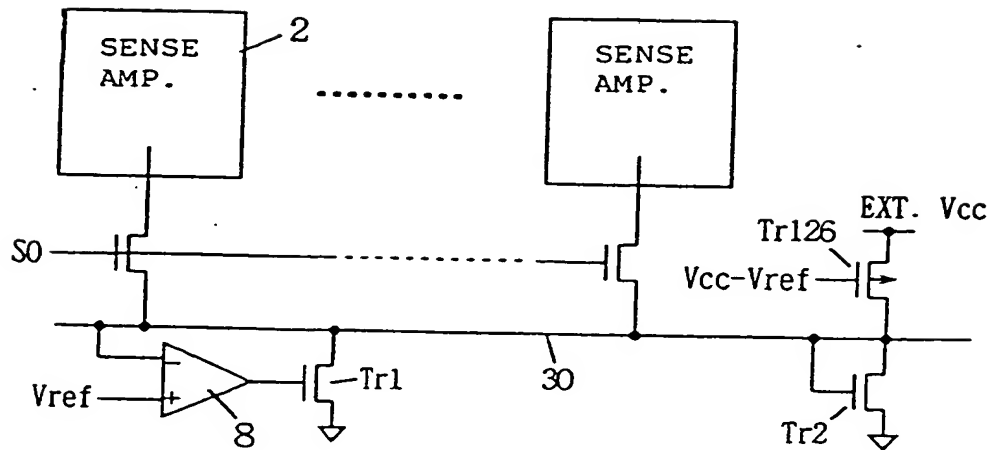 SENSE
AMP.
2
SENSE
AMP.
EXT. Vcc
Tr126
S0
Vcc-Vref
−
+
Vref
8
Tr1
30
Tr2